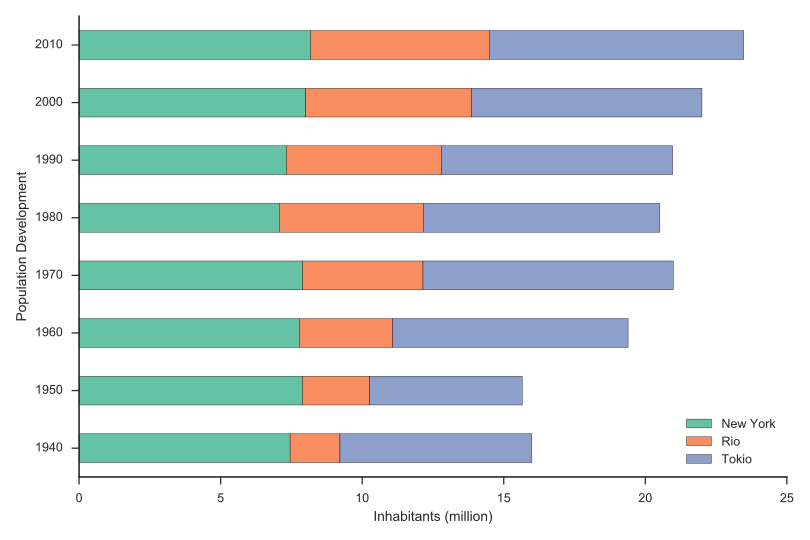 2010
2000
1990
1980
1970
1960
1950
1940
Population Development
New York
Rio
Tokio
0 5 10 15 20 25
Inhabitants (million)